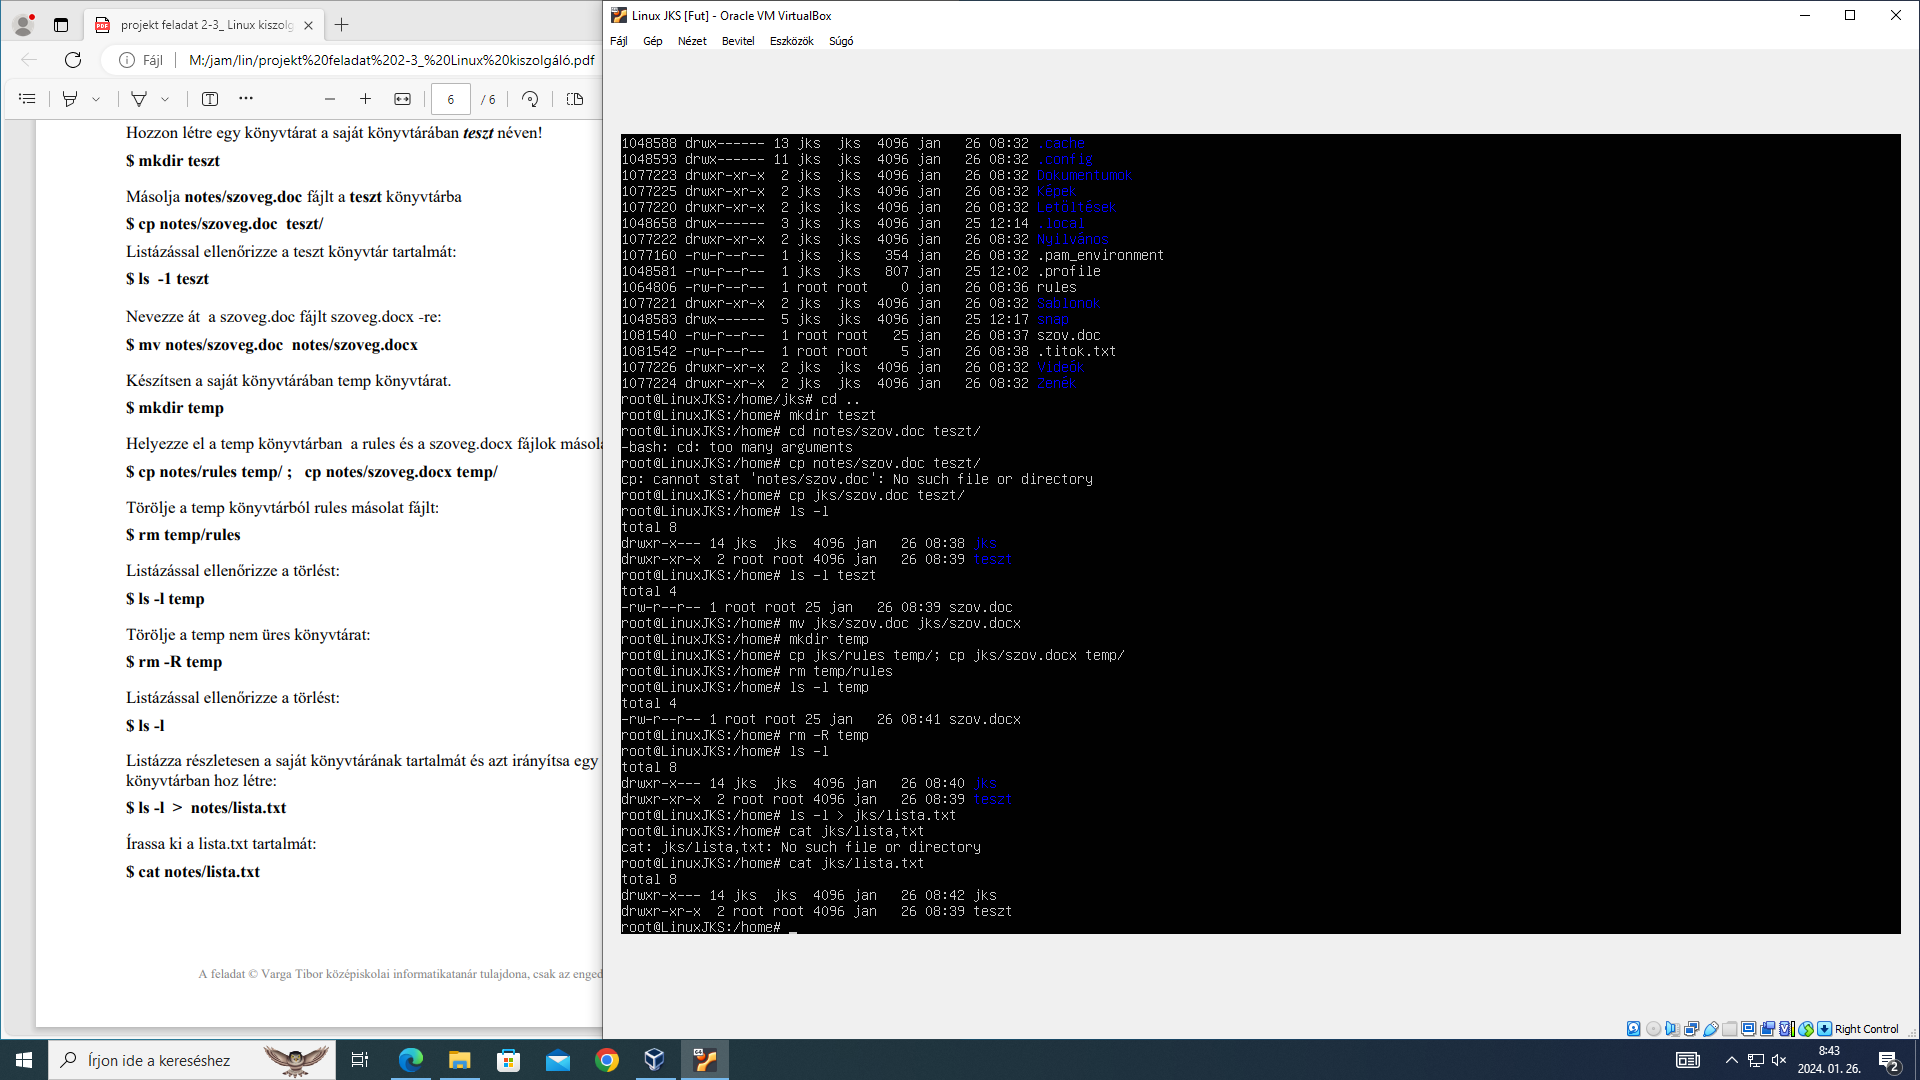 projekt feladat 2-3_ Linux kiszolg
Fájl
M:/jam/lin/projekt%20feladat%202-3_%20Linux%20kiszolgáló.pdf
6
/ 6
Hozzon létre egy könyvtárat a saját könyvtárában teszt néven!
$ mkdir teszt
Másolja notes/szoveg.doc fájlt a teszt könyvtárba
$ cp notes/szoveg.doc  teszt/
Listázással ellenőrizze a teszt könyvtár tartalmát:
$ ls  -1 teszt
Nevezze át  a szoveg.doc fájlt szoveg.docx -re:
$ mv notes/szoveg.doc  notes/szoveg.docx
Készítsen a saját könyvtárában temp könyvtárat.
$ mkdir temp
Helyezze el a temp könyvtárban  a rules és a szoveg.docx fájlok másola
$ cp notes/rules temp/ ;   cp notes/szoveg.docx temp/
Törölje a temp könyvtárból rules másolat fájlt:
$ rm temp/rules
Listázással ellenőrizze a törlést:
$ ls -l temp
Törölje a temp nem üres könyvtárat:
$ rm -R temp
Listázással ellenőrizze a törlést:
$ ls -l
Listázza részletesen a saját könyvtárának tartalmát és azt irányítsa egy
könyvtárban hoz létre:
$ ls -l  >  notes/lista.txt
Írassa ki a lista.txt tartalmát:
$ cat notes/lista.txt
A feladat © Varga Tibor középiskolai informatikatanár tulajdona, csak az enged
Linux JKS [Fut] - Oracle VM VirtualBox
Fájl Gép Nézet Bevitel Eszközök Súgó
1048588 drwx------ 13 jks  jks  4096 jan   26 08:32 .cache
1048593 drwx------ 11 jks  jks  4096 jan   26 08:32 .config
1077223 drwxr-xr-x  2 jks  jks  4096 jan   26 08:32 Dokumentumok
1077225 drwxr-xr-x  2 jks  jks  4096 jan   26 08:32 Képek
1077220 drwxr-xr-x  2 jks  jks  4096 jan   26 08:32 Letöltések
1048658 drwx------  3 jks  jks  4096 jan   25 12:14 .local
1077222 drwxr-xr-x  2 jks  jks  4096 jan   26 08:32 Nyilvános
1077160 -rw-r--r--  1 jks  jks   354 jan   26 08:32 .pam_environment
1048581 -rw-r--r--  1 jks  jks   807 jan   25 12:02 .profile
1064806 -rw-r--r--  1 root root    0 jan   26 08:36 rules
1077221 drwxr-xr-x  2 jks  jks  4096 jan   26 08:32 Sablonok
1048583 drwx------  5 jks  jks  4096 jan   25 12:17 snap
1081540 -rw-r--r--  1 root root   25 jan   26 08:37 szov.doc
1081542 -rw-r--r--  1 root root    5 jan   26 08:38 .titok.txt
1077226 drwxr-xr-x  2 jks  jks  4096 jan   26 08:32 Videók
1077224 drwxr-xr-x  2 jks  jks  4096 jan   26 08:32 Zenék
root@LinuxJKS:/home/jks# cd ..
root@LinuxJKS:/home# mkdir teszt
root@LinuxJKS:/home# cd notes/szov.doc teszt/
-bash: cd: too many arguments
root@LinuxJKS:/home# cp notes/szov.doc teszt/
cp: cannot stat 'notes/szov.doc': No such file or directory
root@LinuxJKS:/home# cp jks/szov.doc teszt/
root@LinuxJKS:/home# ls -l
total 8
drwxr-x--- 14 jks  jks  4096 jan   26 08:38 jks
drwxr-xr-x  2 root root 4096 jan   26 08:39 teszt
root@LinuxJKS:/home# ls -l teszt
total 4
-rw-r--r-- 1 root root 25 jan   26 08:39 szov.doc
root@LinuxJKS:/home# mv jks/szov.doc jks/szov.docx
root@LinuxJKS:/home# mkdir temp
root@LinuxJKS:/home# cp jks/rules temp/; cp jks/szov.docx temp/
root@LinuxJKS:/home# rm temp/rules
root@LinuxJKS:/home# ls -l temp
total 4
-rw-r--r-- 1 root root 25 jan   26 08:41 szov.docx
root@LinuxJKS:/home# rm -R temp
root@LinuxJKS:/home# ls -l
total 8
drwxr-x--- 14 jks  jks  4096 jan   26 08:40 jks
drwxr-xr-x  2 root root 4096 jan   26 08:39 teszt
root@LinuxJKS:/home# ls -l > jks/lista.txt
root@LinuxJKS:/home# cat jks/lista,txt
cat: jks/lista,txt: No such file or directory
root@LinuxJKS:/home# cat jks/lista.txt
total 8
drwxr-x--- 14 jks  jks  4096 jan   26 08:42 jks
drwxr-xr-x  2 root root 4096 jan   26 08:39 teszt
root@LinuxJKS:/home# _
Right Control
Írjon ide a kereséshez
8:43
2024. 01. 26.
2